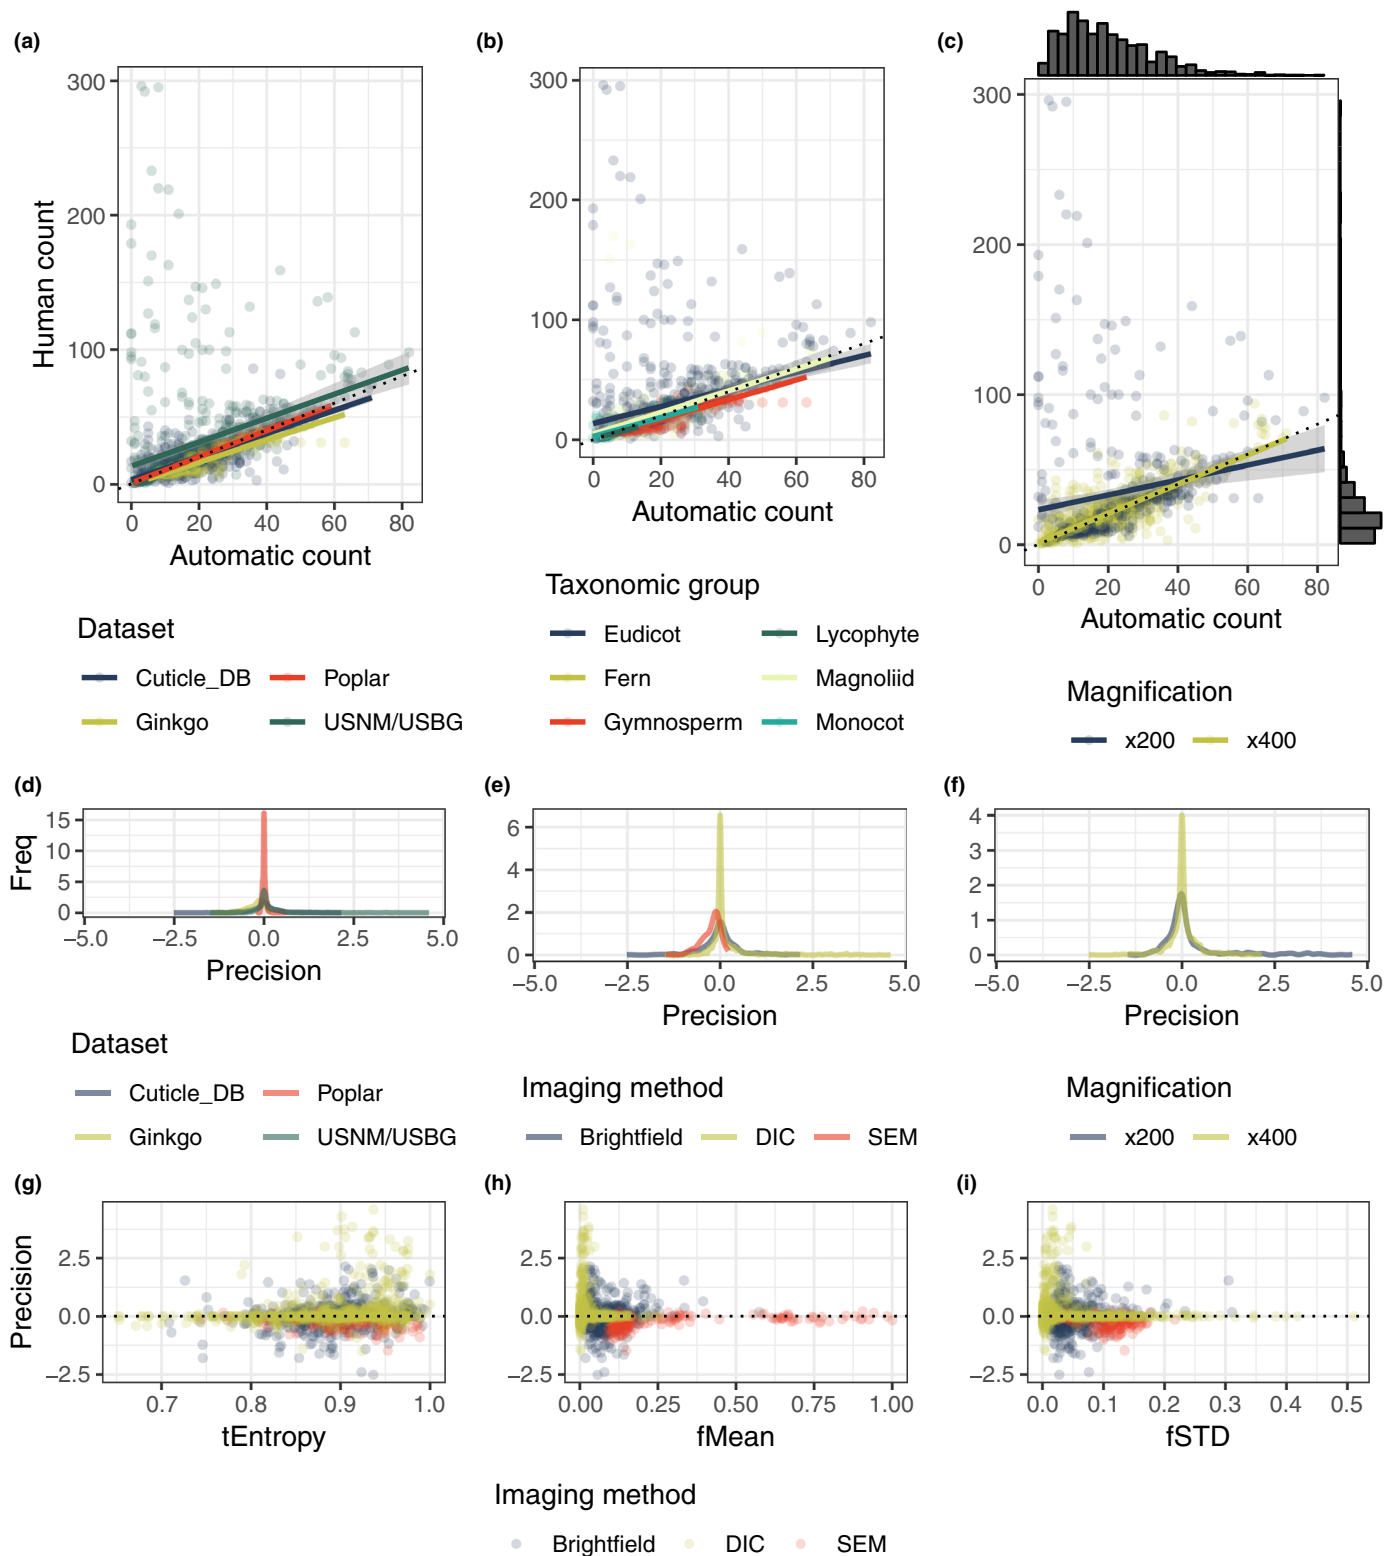 (a)
(b)
(c)
300
200
100
0
Human count
0 20 40 60 80
Automatic count
300
200
100
0
0 20 40 60 80
Automatic count
300
200
100
0
0 20 40 60 80
Automatic count
Dataset
Cuticle_DB Poplar
Ginkgo USNM/USBG
Taxonomic group
Eudicot Lycophyte
Fern Magnoliid
Gymnosperm Monocot
Magnification
x200 x400
(d)
(e)
(f)
15
10
5
0
Freq
−5.0 −2.5 0.0 2.5 5.0
Precision
6
4
2
0
−5.0 −2.5 0.0 2.5 5.0
Precision
4
3
2
1
0
−5.0 −2.5 0.0 2.5 5.0
Precision
Dataset
Cuticle_DB Poplar
Ginkgo USNM/USBG
Imaging method
Brightfield DIC SEM
Magnification
x200 x400
(g)
(h)
(i)
2.5
0.0
−2.5
Precision
0.7 0.8 0.9 1.0
tEntropy
2.5
0.0
−2.5
0.00 0.25 0.50 0.75 1.00
fMean
2.5
0.0
−2.5
0.0 0.1 0.2 0.3 0.4 0.5
fSTD
Imaging method
Brightfield DIC SEM